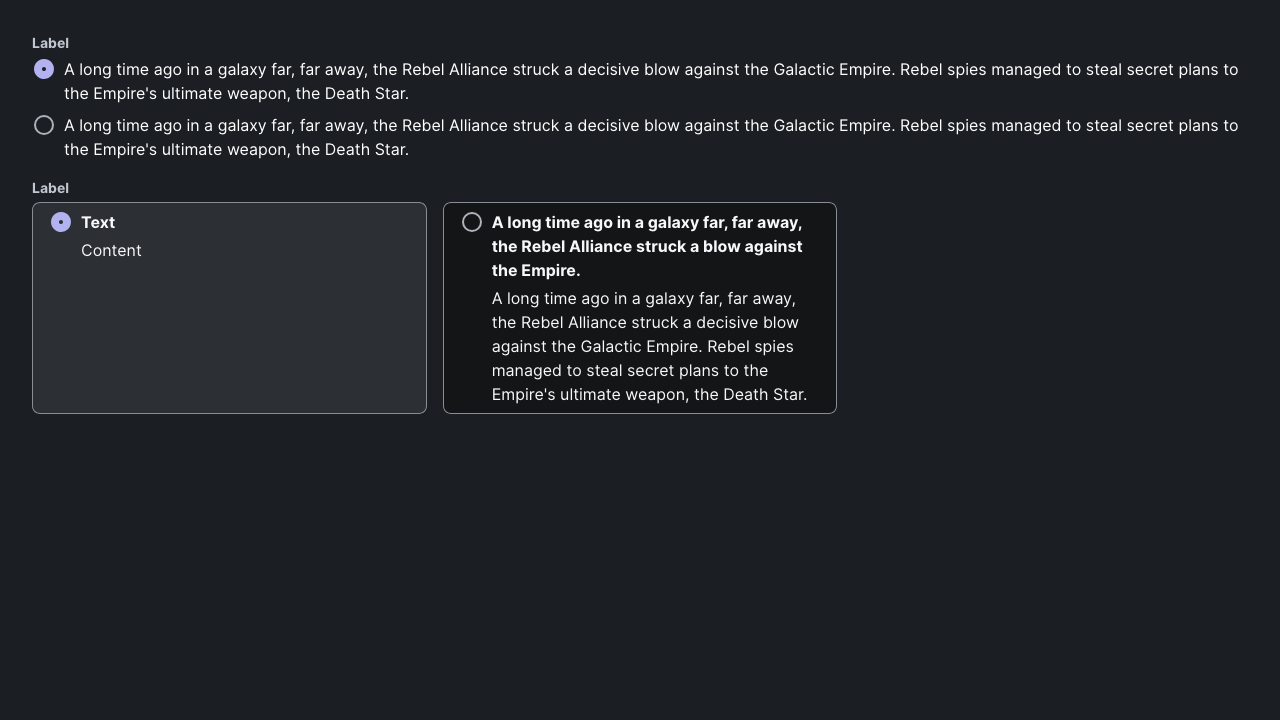 Label
A long time ago in a galaxy far, far away, the Rebel Alliance struck a decisive blow against the Galactic Empire. Rebel spies managed to steal secret plans to
the Empire's ultimate weapon, the Death Star.
A long time ago in a galaxy far, far away, the Rebel Alliance struck a decisive blow against the Galactic Empire. Rebel spies managed to steal secret plans to
the Empire's ultimate weapon, the Death Star.
Label
Text
Content
A long time ago in a galaxy far, far away,
the Rebel Alliance struck a blow against
the Empire.
A long time ago in a galaxy far, far away,
the Rebel Alliance struck a decisive blow
against the Galactic Empire. Rebel spies
managed to steal secret plans to the
Empire's ultimate weapon, the Death Star.